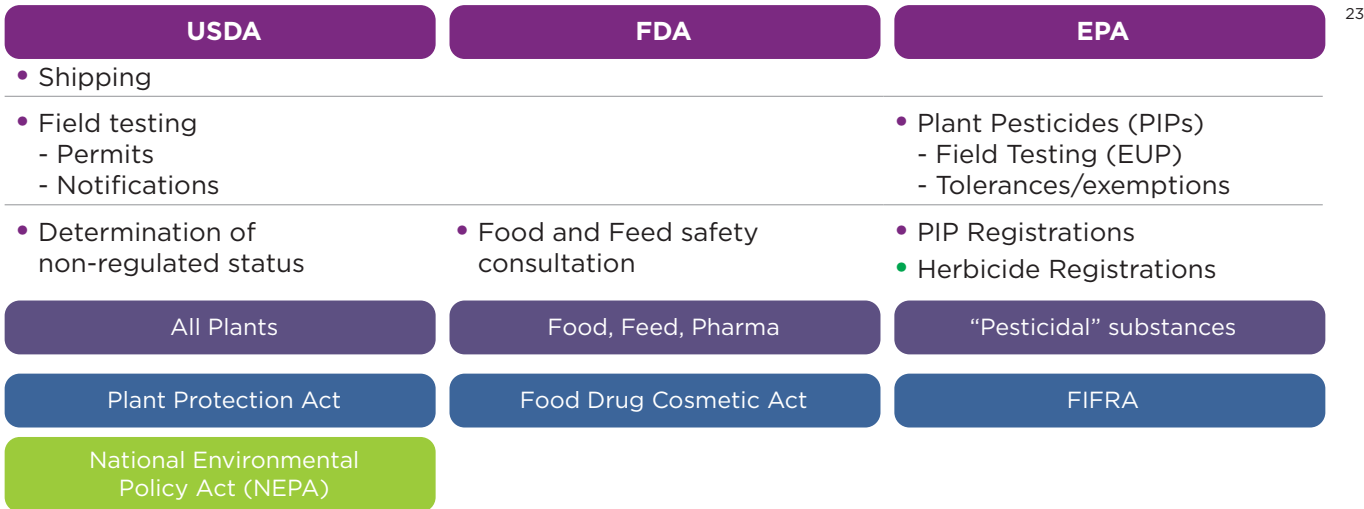 USDA
FDA
EPA
23
• Shipping
• Field testing
- Permits
- Notifications
• Plant Pesticides (PIPs)
- Field Testing (EUP)
- Tolerances/exemptions
• Determination of
non-regulated status
• Food and Feed safety
consultation
• PIP Registrations
• Herbicide Registrations
All Plants
Food, Feed, Pharma
“Pesticidal” substances
Plant Protection Act
Food Drug Cosmetic Act
FIFRA
National Environmental
Policy Act (NEPA)